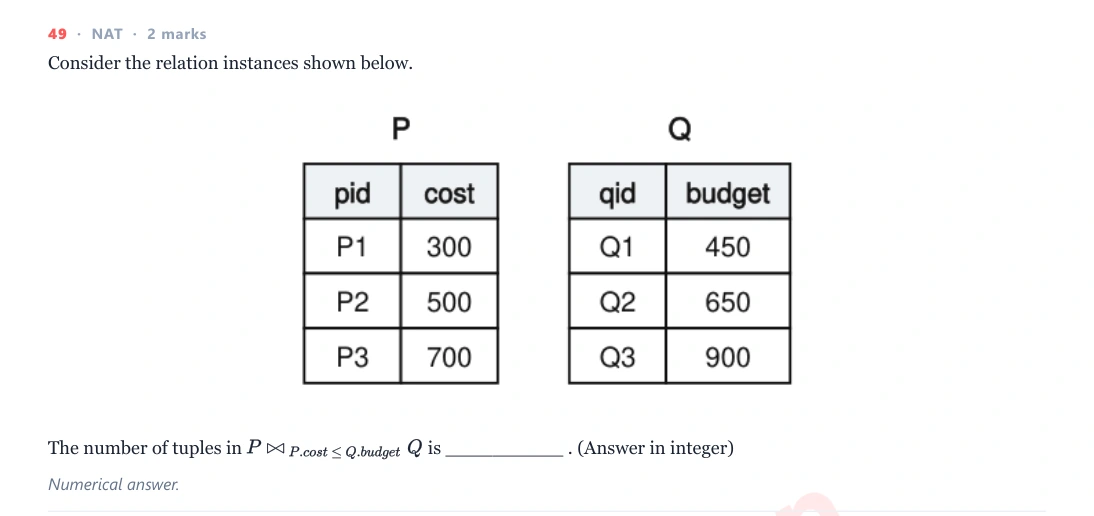 49 · NAT · 2 marks
Consider the relation instances shown below.
P
pid cost
P1 300
P2 500
P3 700
Q
qid budget
Q1 450
Q2 650
Q3 900
The number of tuples in P ⋈ P.cost ≤ Q.budget Q is ____________ . (Answer in integer)
Numerical answer.